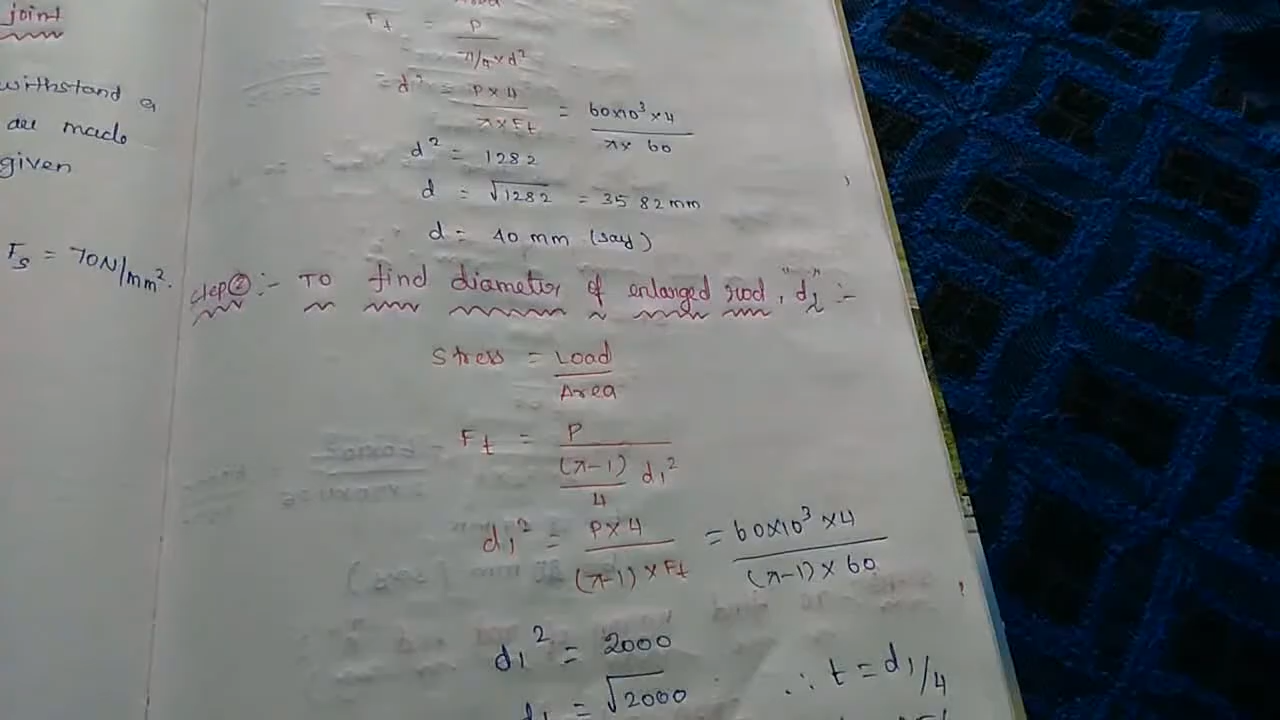 joint
withstand a
are made
given
Fs = 70N/mm².
Ft = P / π/4 × d²
= d² = P × 4 / π × Ft = 60×10³ × 4 / π × 60
d² = 1282
d = √1282 = 35 82 mm
d = 40 mm (say)
Step② :- To find diameter of enlarged rod, "d1" :-
Stress = Load / Area
Ft = P / (π-1)/4 d1²
d1² = P × 4 / (π-1) × Ft = 60×10³ × 4 / (π-1) × 60
d1² = 2000
∴ t = d1/4
d1 = √2000